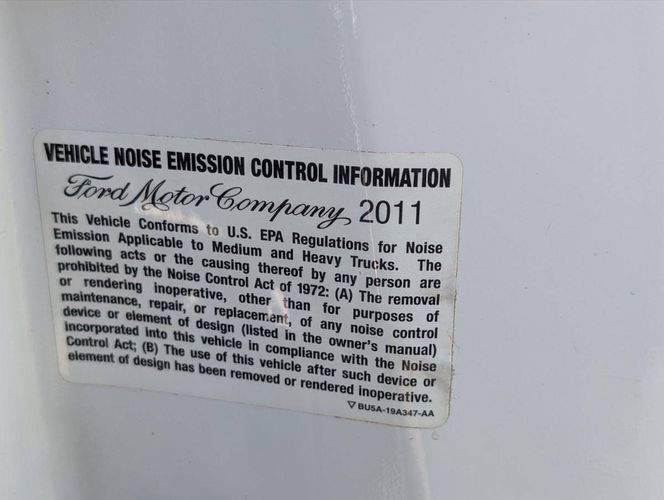 VEHICLE NOISE EMISSION CONTROL INFORMATION
Ford Motor Company 2011
This Vehicle Conforms to U.S. EPA Regulations for Noise
Emission Applicable to Medium and Heavy Trucks. The
following acts or the causing thereof by any person are
prohibited by the Noise Control Act of 1972: (A) The removal
or rendering inoperative, other than for purposes of
maintenance, repair, or replacement, of any noise control
device or element of design (listed in the owner's manual)
incorporated into this vehicle in compliance with the Noise
Control Act; (B) The use of this vehicle after such device or
element of design has been removed or rendered inoperative.
▽ BU5A-19A347-AA